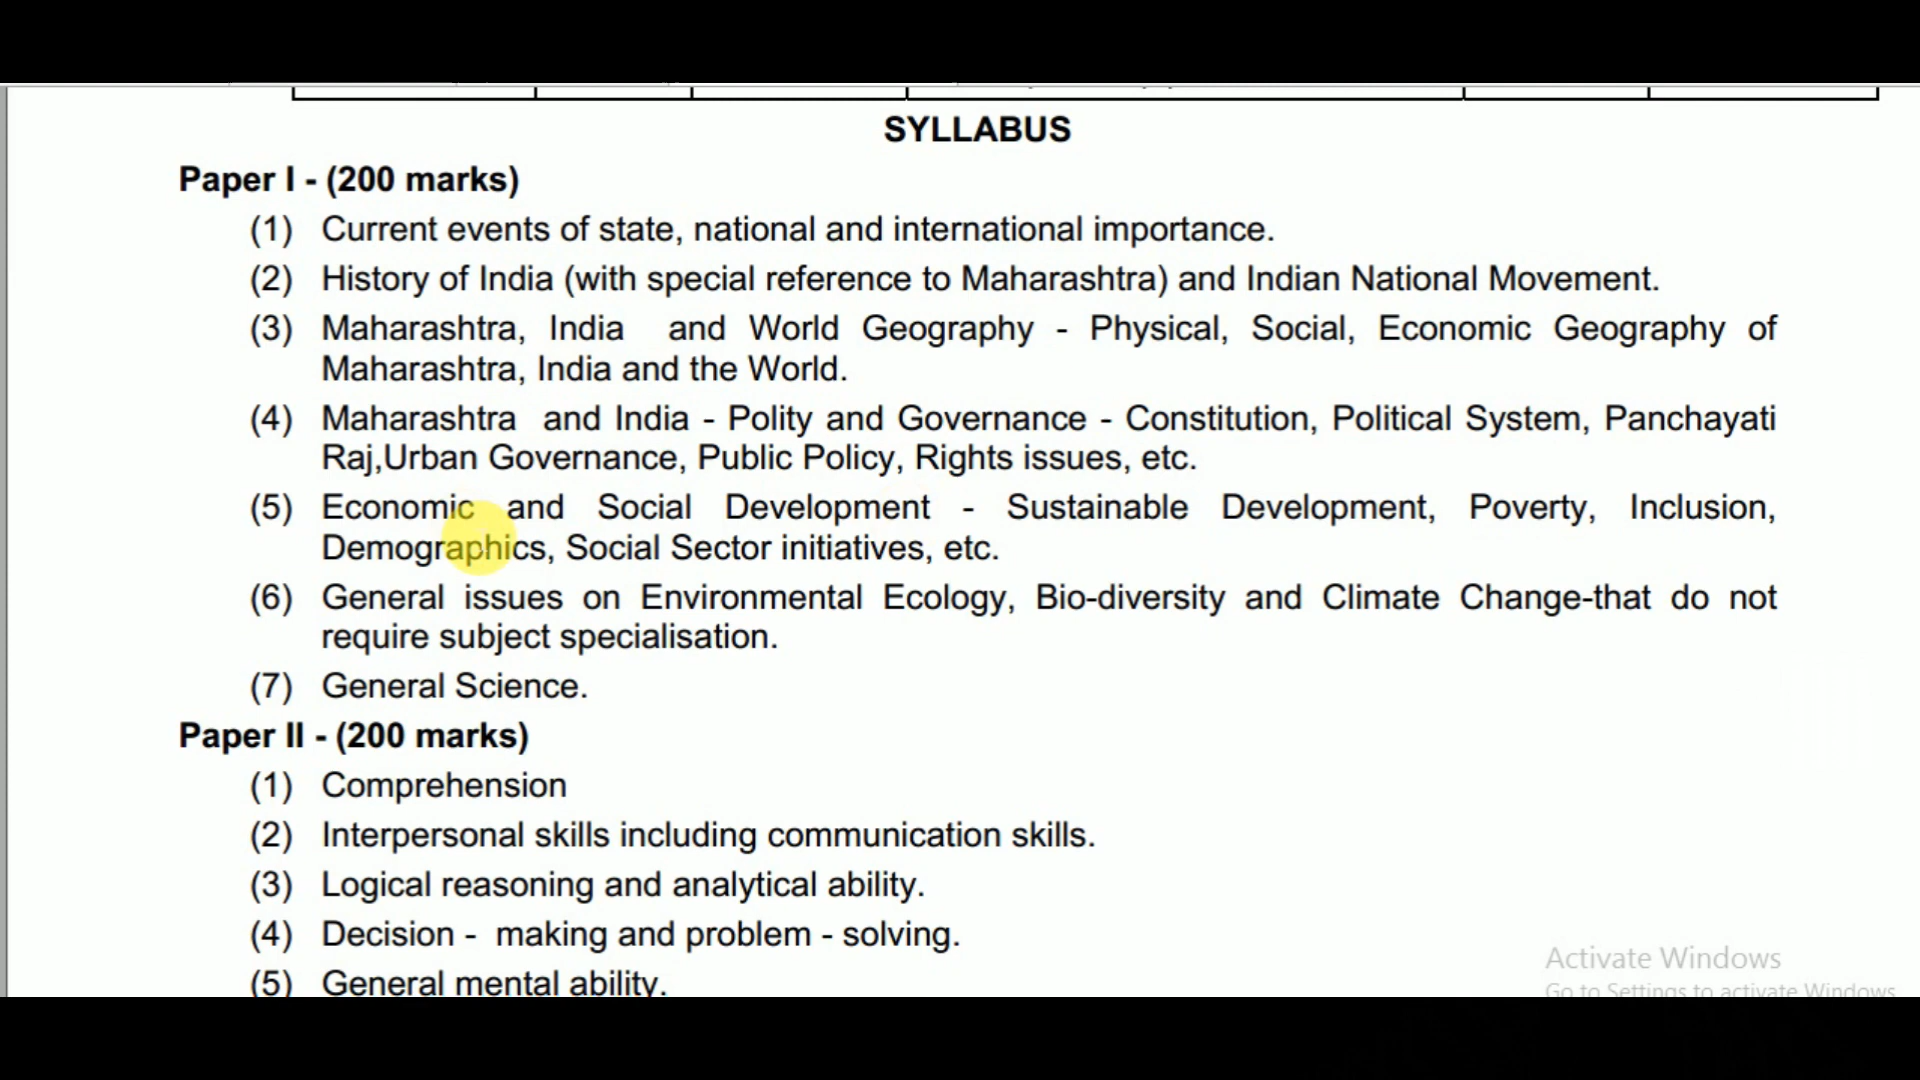 SYLLABUS
Paper I - (200 marks)
(1) Current events of state, national and international importance.
(2) History of India (with special reference to Maharashtra) and Indian National Movement.
(3) Maharashtra, India and World Geography - Physical, Social, Economic Geography of
Maharashtra, India and the World.
(4) Maharashtra and India - Polity and Governance - Constitution, Political System, Panchayati
Raj,Urban Governance, Public Policy, Rights issues, etc.
(5) Economic and Social Development - Sustainable Development, Poverty, Inclusion,
Demographics, Social Sector initiatives, etc.
(6) General issues on Environmental Ecology, Bio-diversity and Climate Change-that do not
require subject specialisation.
(7) General Science.
Paper II - (200 marks)
(1) Comprehension
(2) Interpersonal skills including communication skills.
(3) Logical reasoning and analytical ability.
(4) Decision - making and problem - solving.
(5) General mental ability.
Activate Windows
Go to Settings to activate Windows